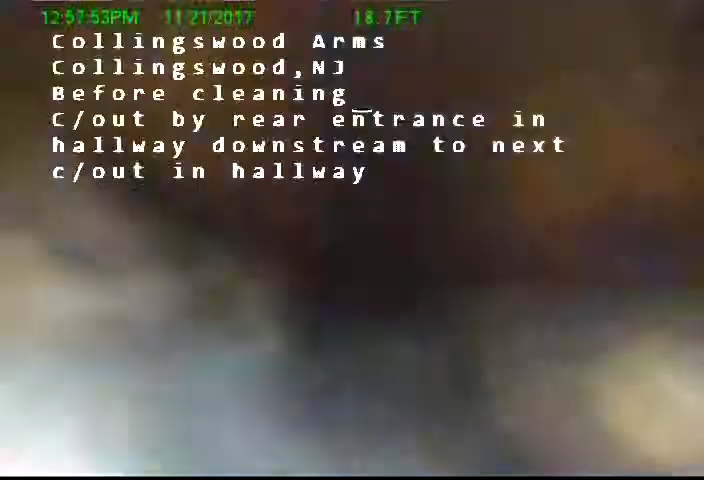 12:57:53PM 11/21/2017 18.7FT
Collingswood Arms
Collingswood,NJ
Before cleaning_
C/out by rear entrance in
hallway downstream to next
c/out in hallway